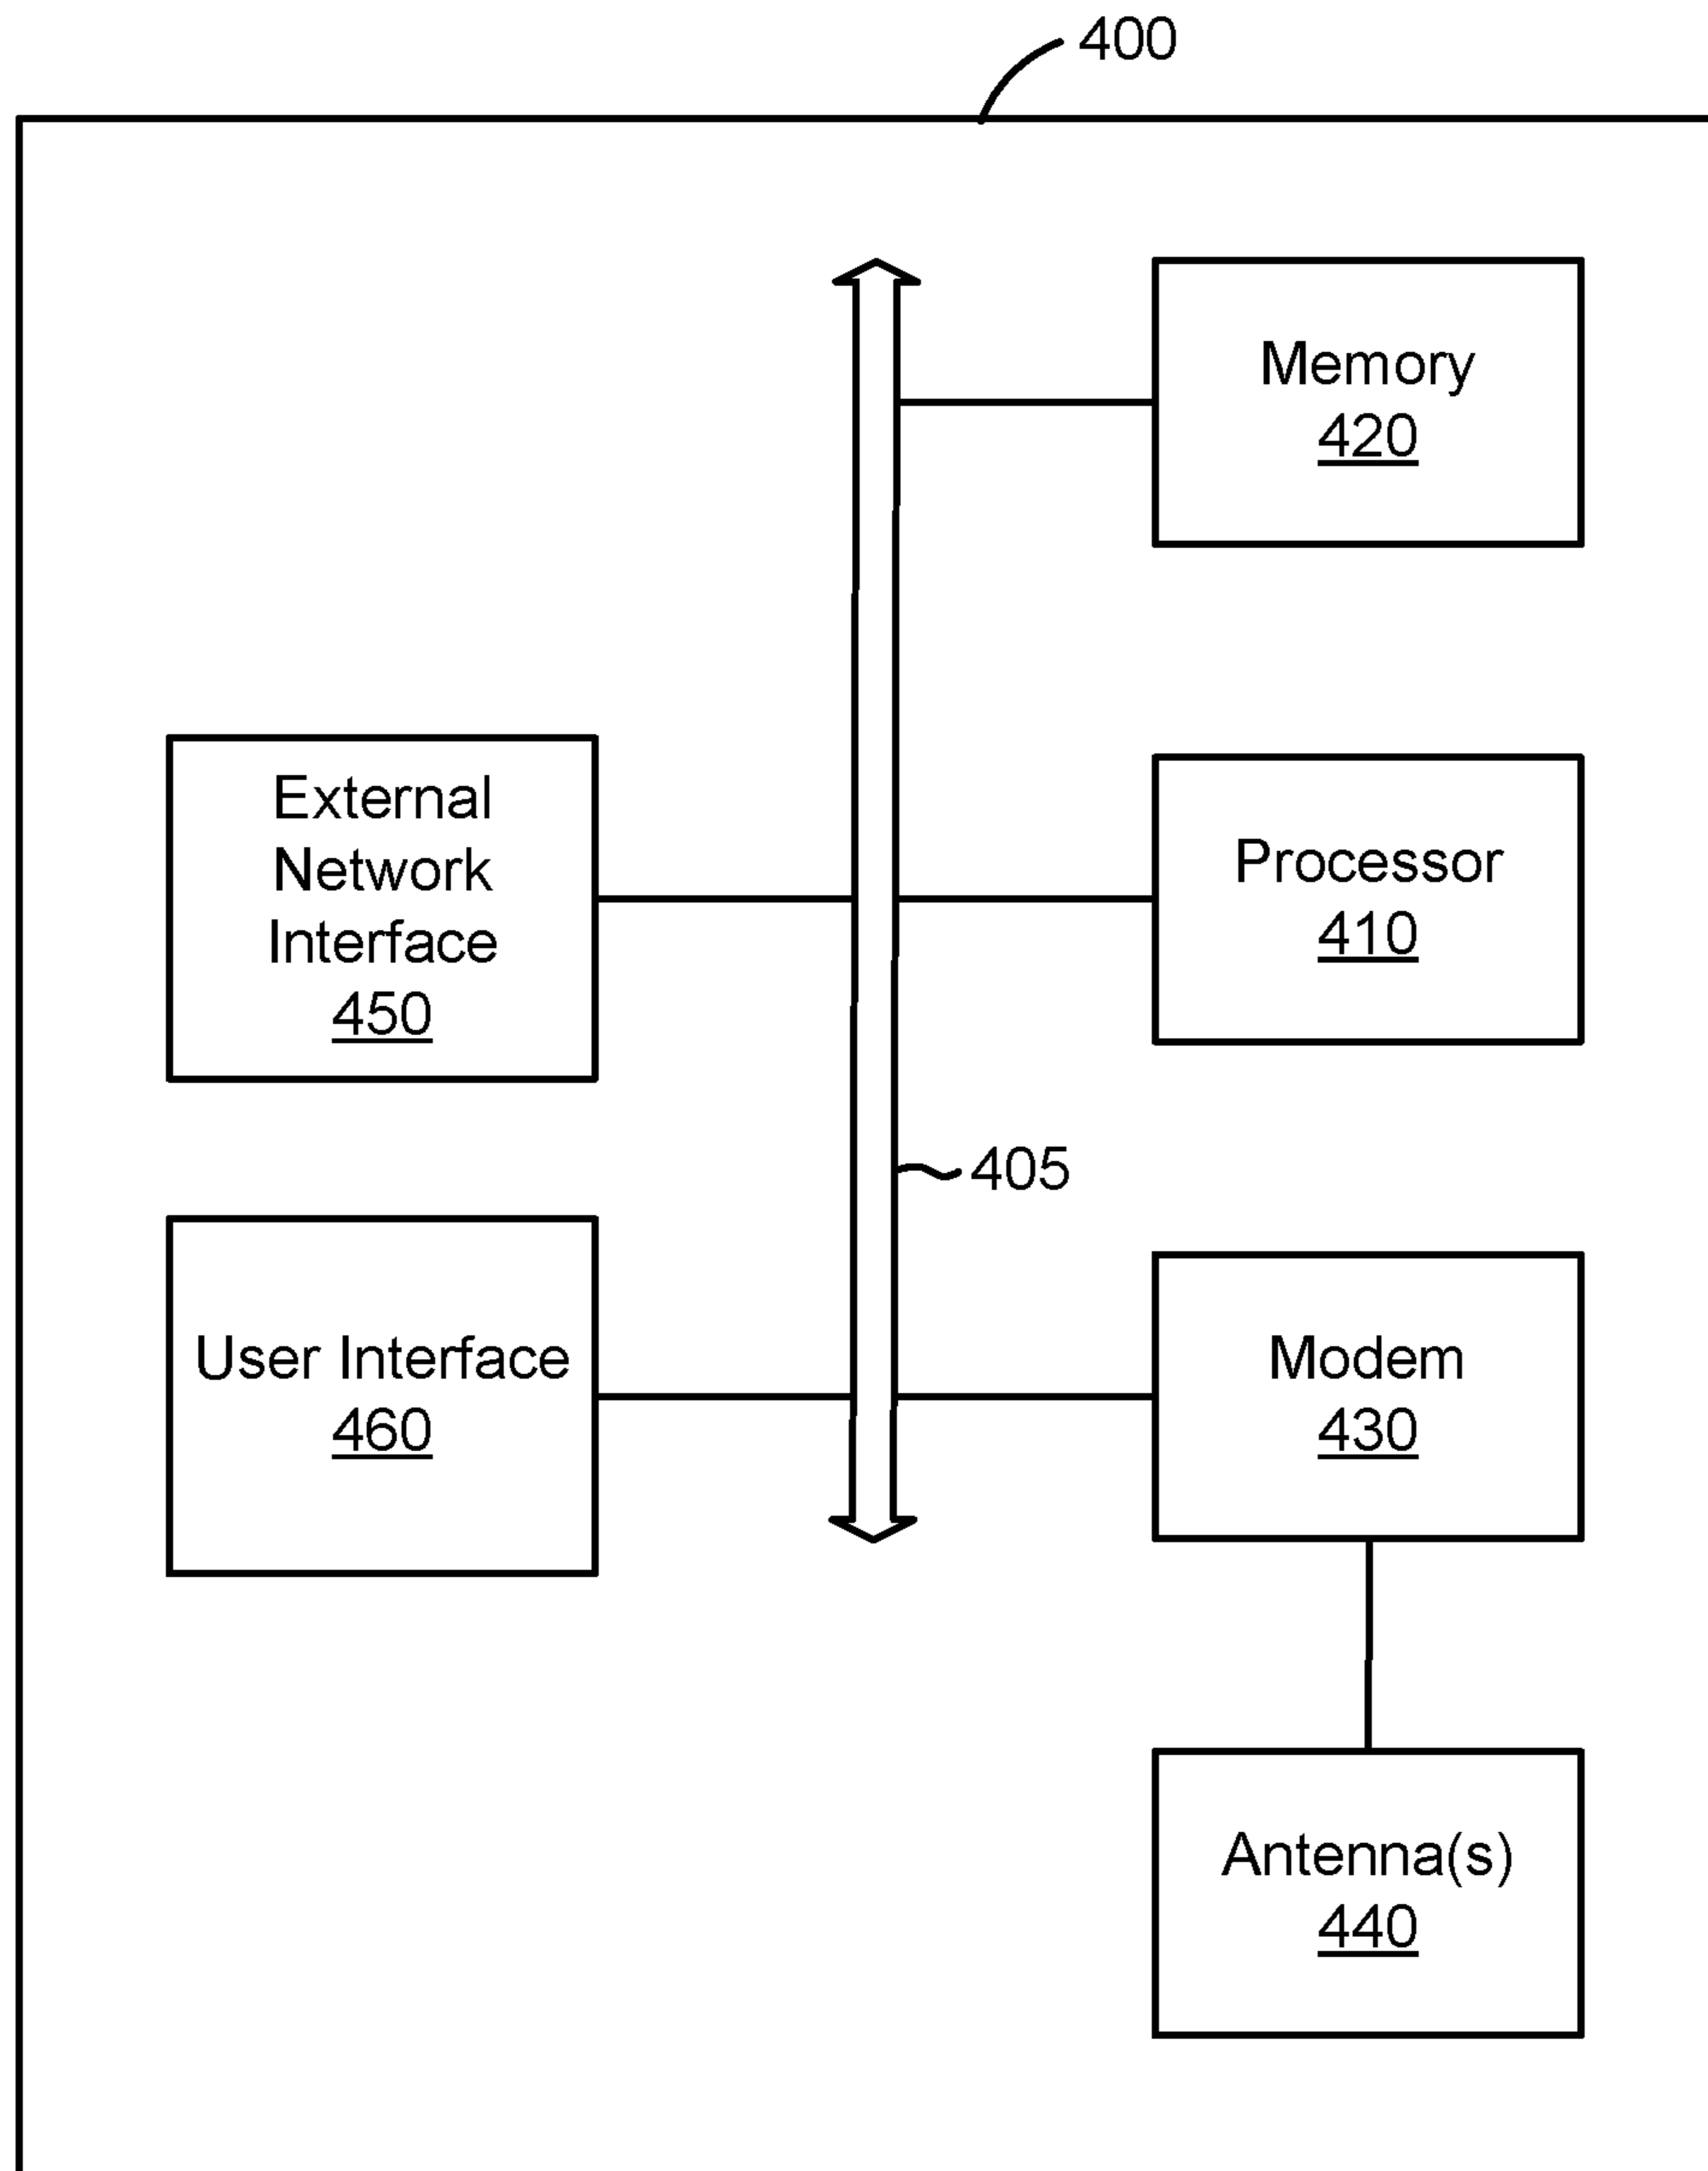 400
Memory
420
External
Network
Interface
450
Processor
410
405
User Interface
460
Modem
430
Antenna(s)
440